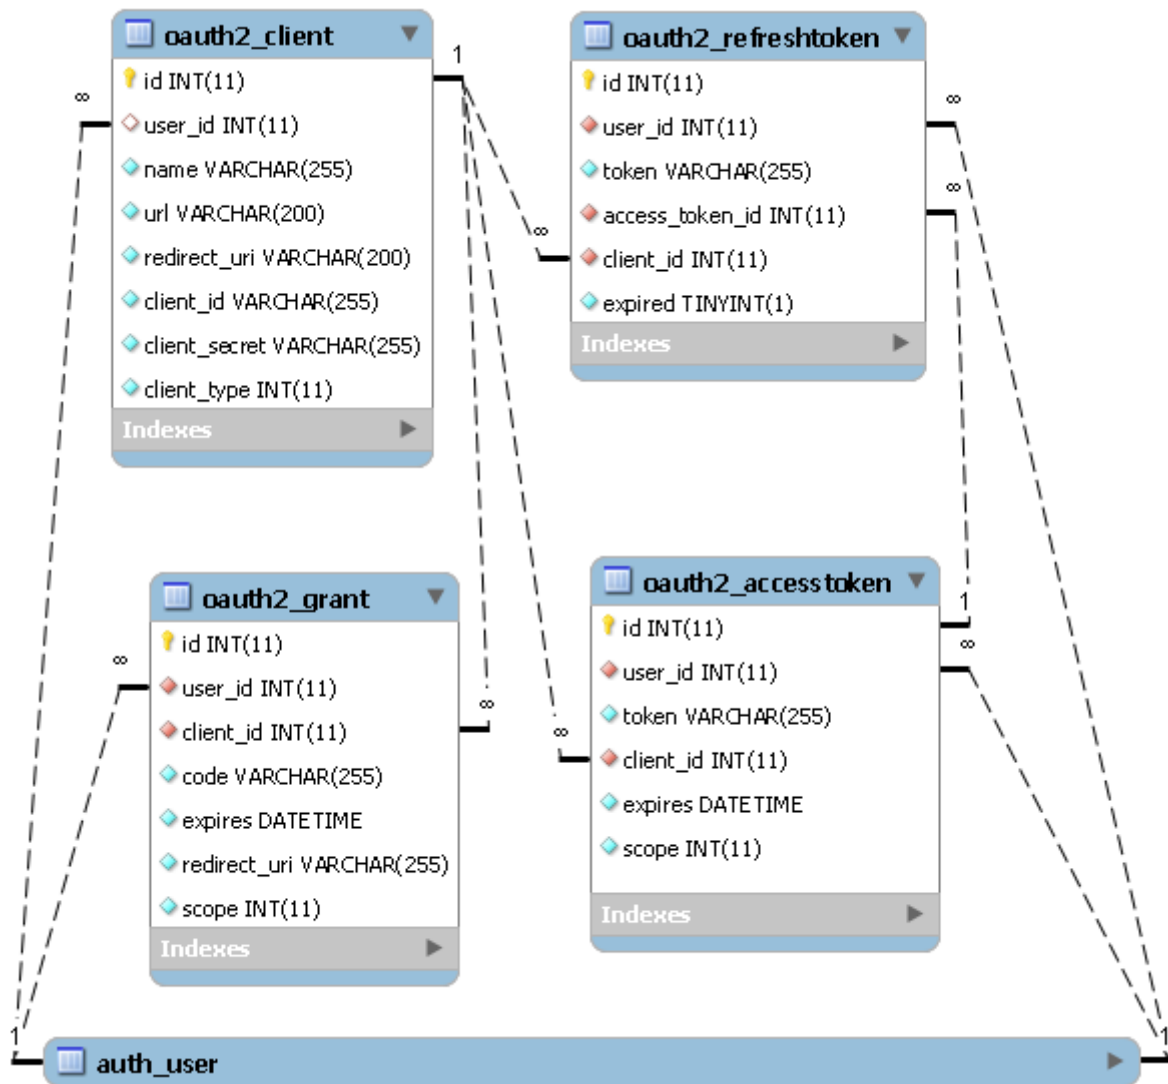 oauth2_client
id INT(11)
user_id INT(11)
name VARCHAR(255)
url VARCHAR(200)
redirect_uri VARCHAR(200)
client_id VARCHAR(255)
client_secret VARCHAR(255)
client_type INT(11)
Indexes
oauth2_refreshtoken
id INT(11)
user_id INT(11)
token VARCHAR(255)
access_token_id INT(11)
client_id INT(11)
expired TINYINT(1)
Indexes
1
∞
∞
∞
∞
oauth2_grant
id INT(11)
user_id INT(11)
client_id INT(11)
code VARCHAR(255)
expires DATETIME
redirect_uri VARCHAR(255)
scope INT(11)
Indexes
oauth2_accesstoken
id INT(11)
user_id INT(11)
token VARCHAR(255)
client_id INT(11)
expires DATETIME
scope INT(11)
Indexes
∞
∞
∞
1
∞
1
auth_user
1